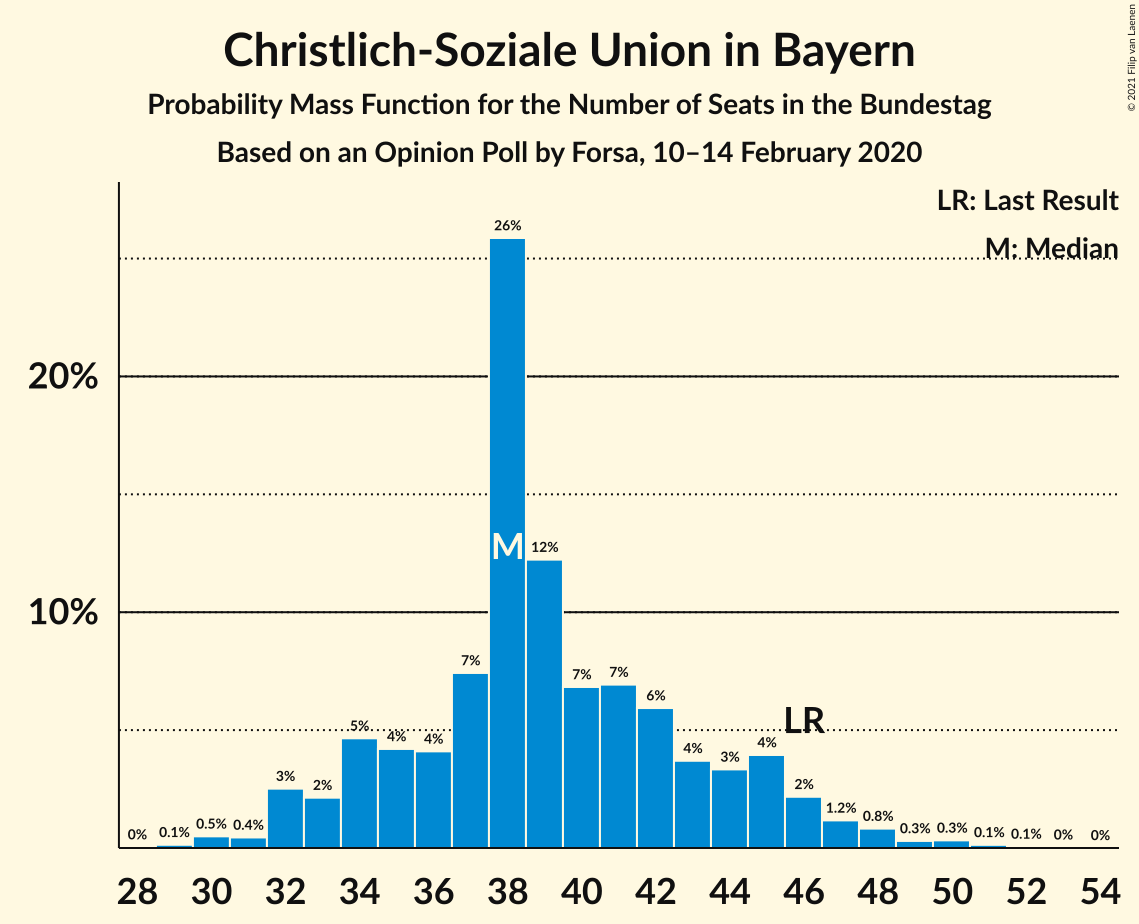 Christlich-Soziale Union in Bayern
Probability Mass Function for the Number of Seats in the Bundestag
Based on an Opinion Poll by Forsa, 10–14 February 2020
© 2021 Filip van Laenen
LR: Last Result
M: Median
20%
10%
0% 0.1% 0.5% 0.4% 3% 2% 5% 4% 4% 7% 26% 12% 7% 7% 6% 4% 3% 4% 2% 1.2% 0.8% 0.3% 0.3% 0.1% 0.1% 0% 0%
M
LR
28 30 32 34 36 38 40 42 44 46 48 50 52 54